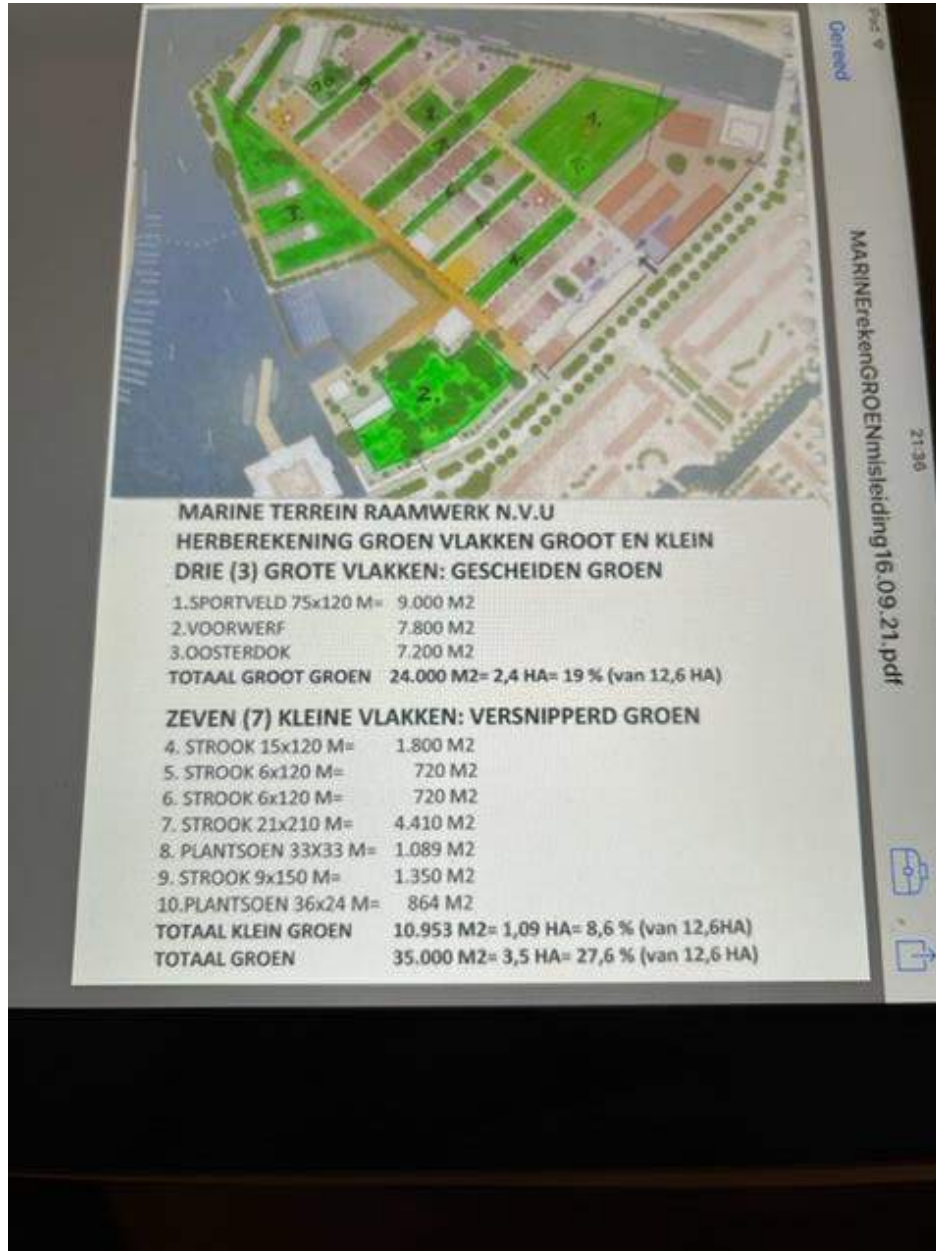 iPad
21:36
Gereed
MARINErekenGROENmisleiding16.09.21.pdf
1.
2.
3.
MARINE TERREIN RAAMWERK N.V.U
HERBEREKENING GROEN VLAKKEN GROOT EN KLEIN
DRIE (3) GROTE VLAKKEN: GESCHEIDEN GROEN
1.SPORTVELD 75x120 M= 9.000 M2
2.VOORWERF 7.800 M2
3.OOSTERDOK 7.200 M2
TOTAAL GROOT GROEN 24.000 M2= 2,4 HA= 19 % (van 12,6 HA)
ZEVEN (7) KLEINE VLAKKEN: VERSNIPPERD GROEN
4. STROOK 15x120 M= 1.800 M2
5. STROOK 6x120 M= 720 M2
6. STROOK 6x120 M= 720 M2
7. STROOK 21x210 M= 4.410 M2
8. PLANTSOEN 33X33 M= 1.089 M2
9. STROOK 9x150 M= 1.350 M2
10.PLANTSOEN 36x24 M= 864 M2
TOTAAL KLEIN GROEN 10.953 M2= 1,09 HA= 8,6 % (van 12,6HA)
TOTAAL GROEN 35.000 M2= 3,5 HA= 27,6 % (van 12,6 HA)